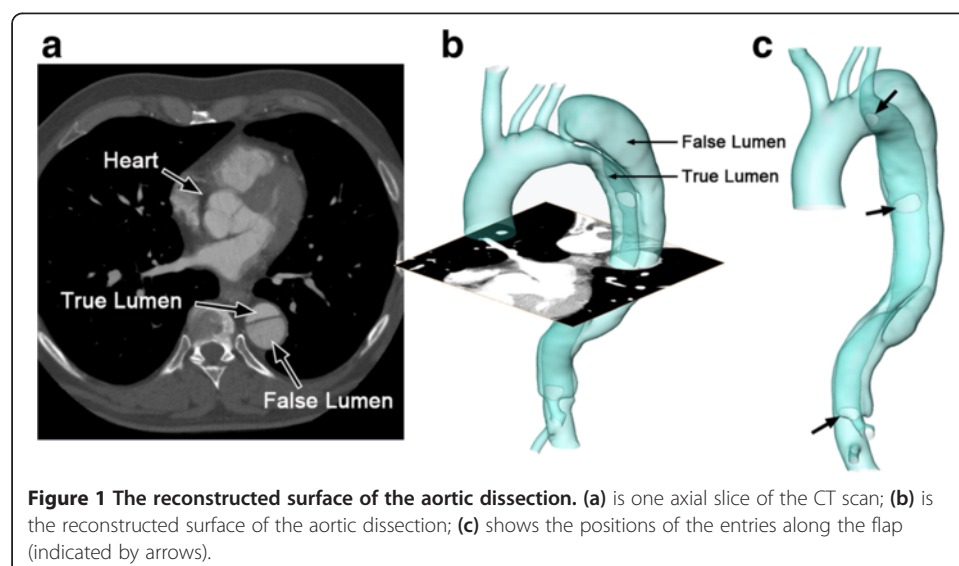 a
b
c
Heart
True Lumen
False Lumen
False Lumen
True Lumen
Figure 1 The reconstructed surface of the aortic dissection. (a) is one axial slice of the CT scan; (b) is
the reconstructed surface of the aortic dissection; (c) shows the positions of the entries along the flap
(indicated by arrows).